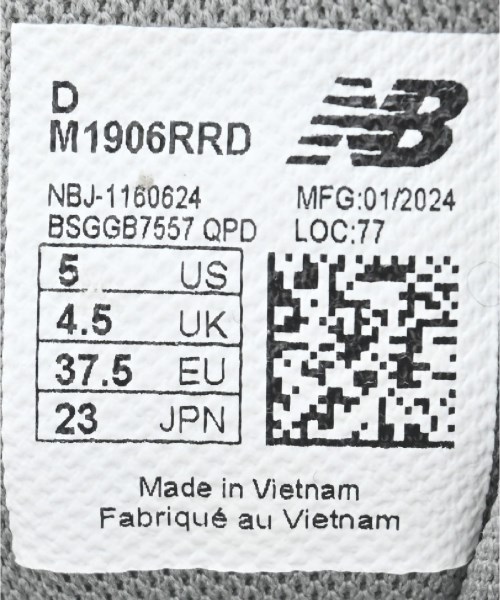 D
M1906RRD
NB
NBJ-1160624
MFG:01/2024
BSGGB7557 QPD
LOC:77
5 US
4.5 UK
37.5 EU
23 JPN
Made in Vietnam
Fabriqué au Vietnam